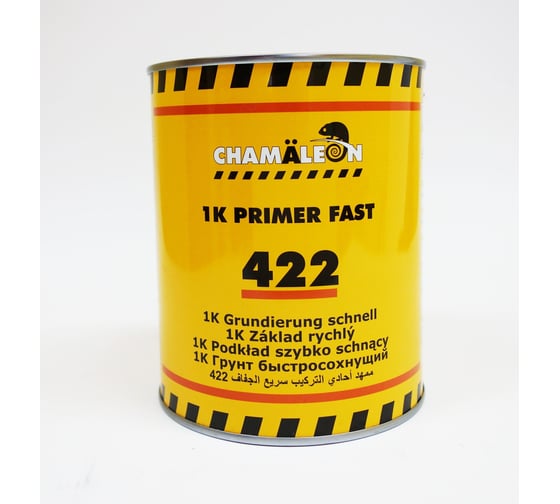 CHAMÄLEON
1K PRIMER FAST
422
1K Grundierung schnell
1K Základ rychlý
1K Podkład szybko schnący
1K Грунт быстросохнущий
ممهد أحادي التركيب سريع الجفاف 422